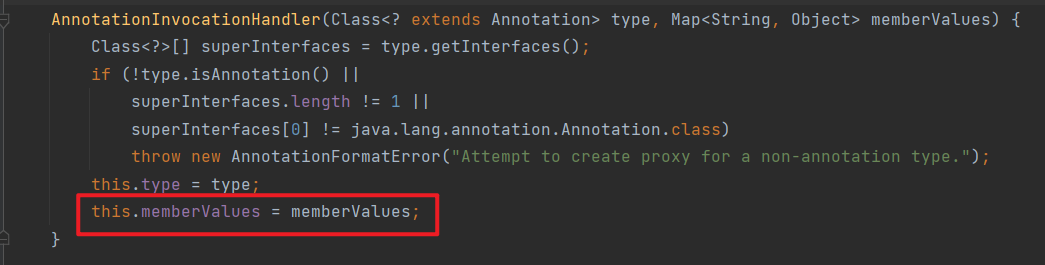 AnnotationInvocationHandler(Class<? extends Annotation> type, Map<String, Object> memberValues) {
    Class<?>[] superInterfaces = type.getInterfaces();
    if (!type.isAnnotation() ||
        superInterfaces.length != 1 ||
        superInterfaces[0] != java.lang.annotation.Annotation.class)
        throw new AnnotationFormatError("Attempt to create proxy for a non-annotation type.");
    this.type = type;
    this.memberValues = memberValues;
}